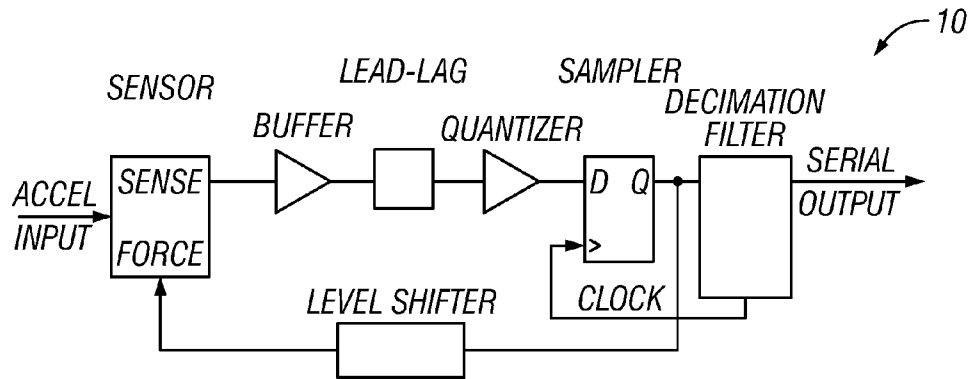 10
LEAD-LAG
SAMPLER
SENSOR
DECIMATION
FILTER
BUFFER
QUANTIZER
SERIAL
OUTPUT
ACCEL
INPUT
SENSE
FORCE
D Q
>
CLOCK
LEVEL SHIFTER